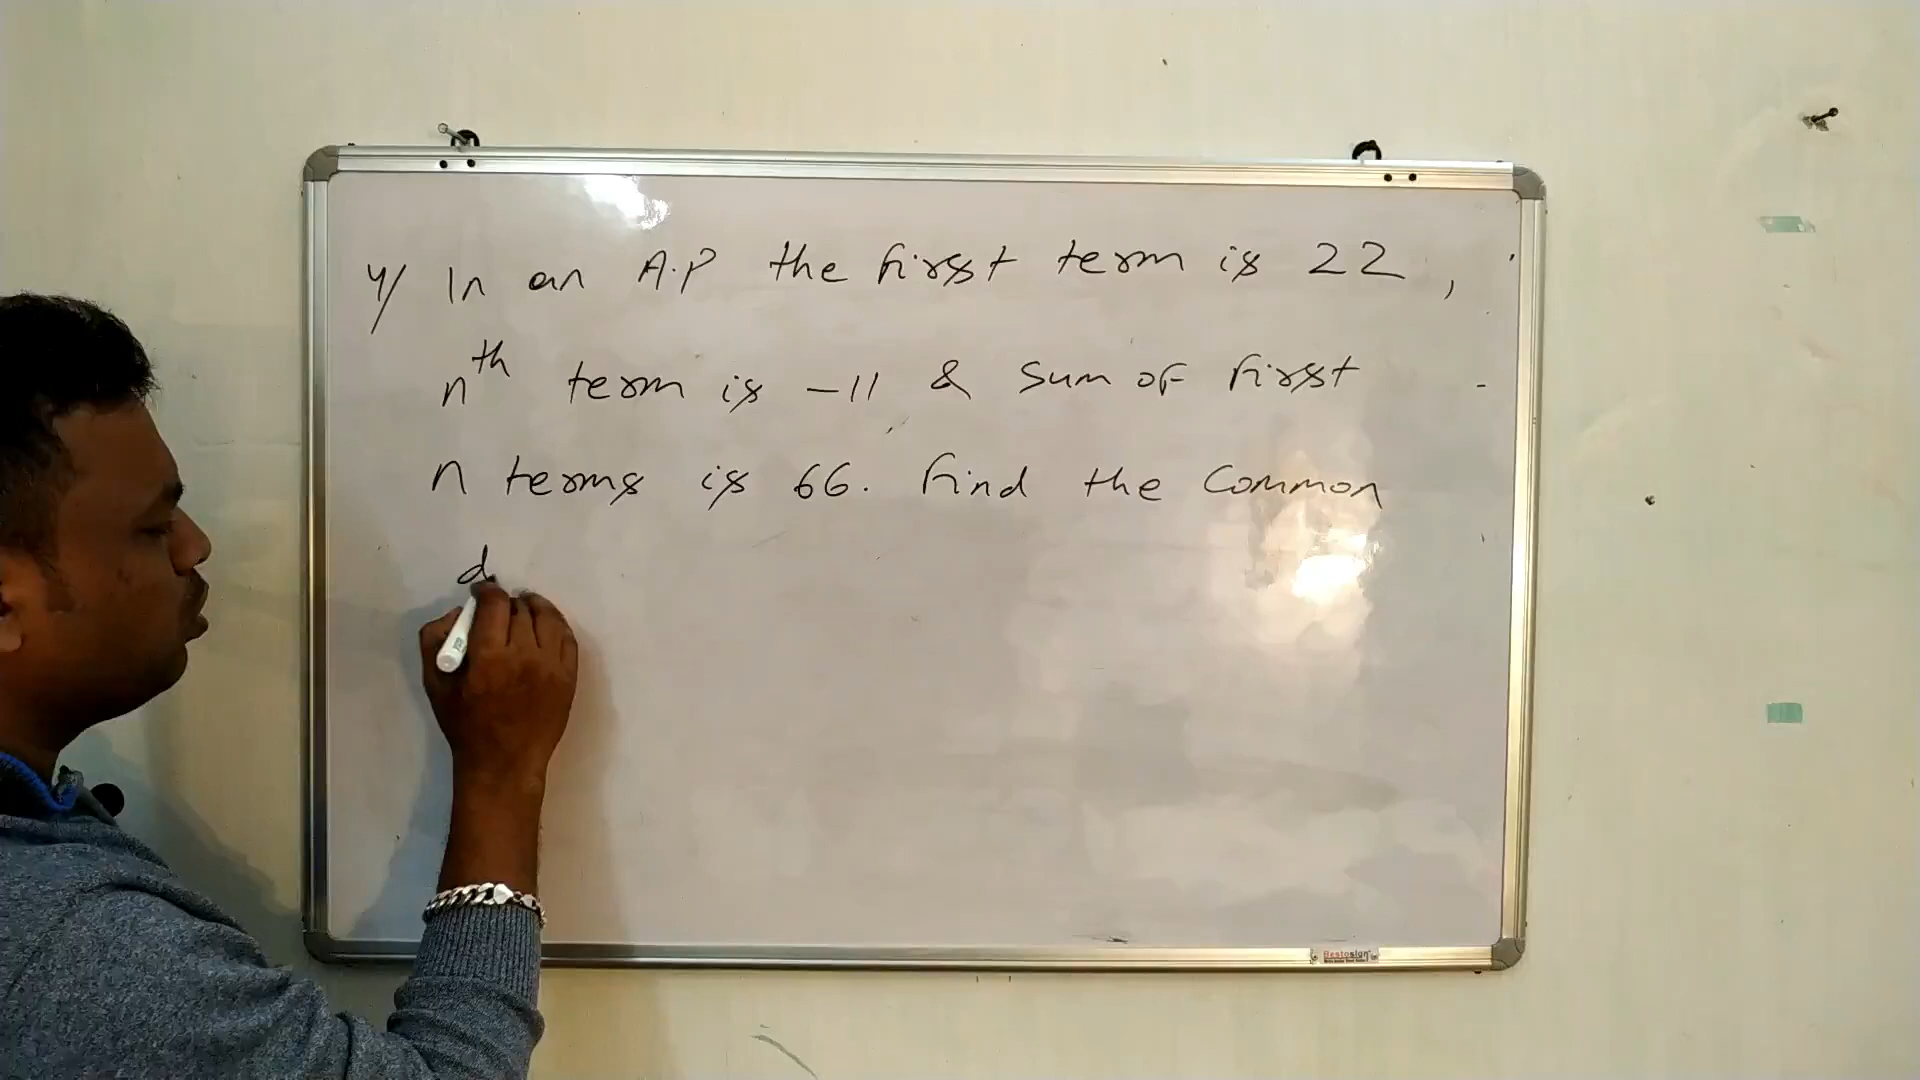 4/ In an A.P the first term is 22,
nth term is -11 & sum of first
n terms is 66. Find the common
d
Restosign